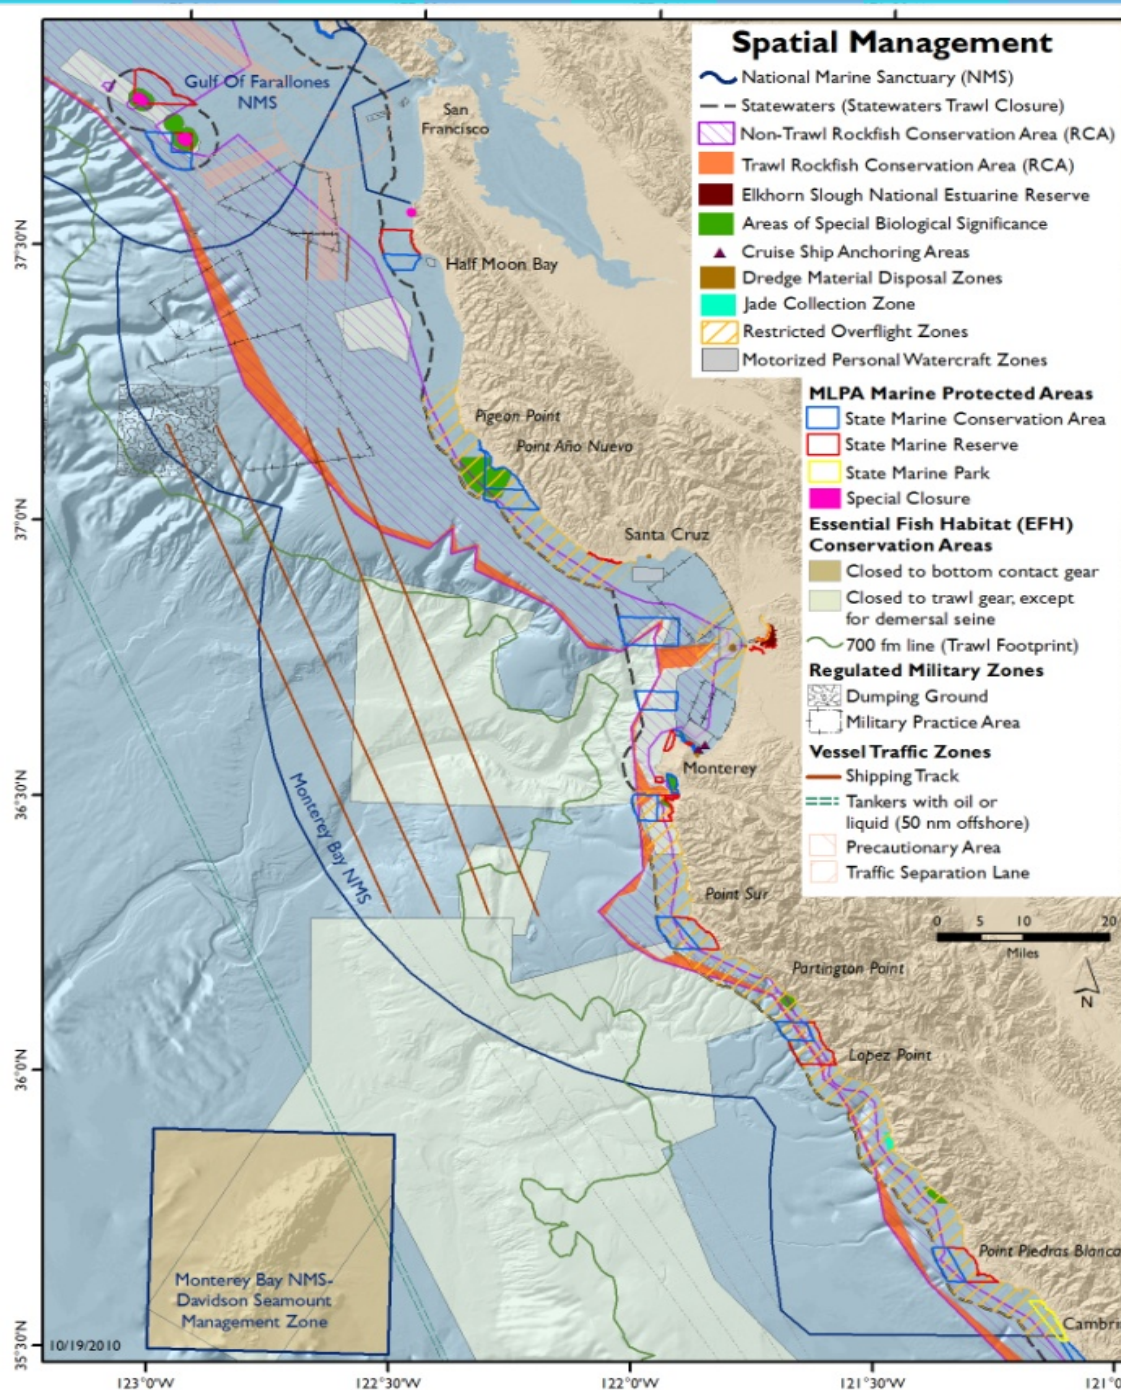 Spatial Management
National Marine Sanctuary (NMS)
Statewaters (Statewaters Trawl Closure)
Non-Trawl Rockfish Conservation Area (RCA)
Trawl Rockfish Conservation Area (RCA)
Elkhorn Slough National Estuarine Reserve
Areas of Special Biological Significance
Cruise Ship Anchoring Areas
Dredge Material Disposal Zones
Jade Collection Zone
Restricted Overflight Zones
Motorized Personal Watercraft Zones
MLPA Marine Protected Areas
State Marine Conservation Area
State Marine Reserve
State Marine Park
Special Closure
Essential Fish Habitat (EFH)
Conservation Areas
Closed to bottom contact gear
Closed to trawl gear, except
for demersal seine
700 fm line (Trawl Footprint)
Regulated Military Zones
Dumping Ground
Military Practice Area
Vessel Traffic Zones
Shipping Track
Tankers with oil or
liquid (50 nm offshore)
Precautionary Area
Traffic Separation Lane
0 5 10 20
Miles
N
Gulf Of Farallones
NMS
San
Francisco
Half Moon Bay
Pigeon Point
Point Año Nuevo
Santa Cruz
Monterey
Monterey Bay NMS
Point Sur
Partington Point
Lopez Point
Point Piedras Blanca
Cambri
Monterey Bay NMS-
Davidson Seamount
Management Zone
10/19/2010
37°30'N
37°0'N
36°30'N
36°0'N
35°30'N
123°0'W
122°30'W
122°0'W
121°30'W
121°0